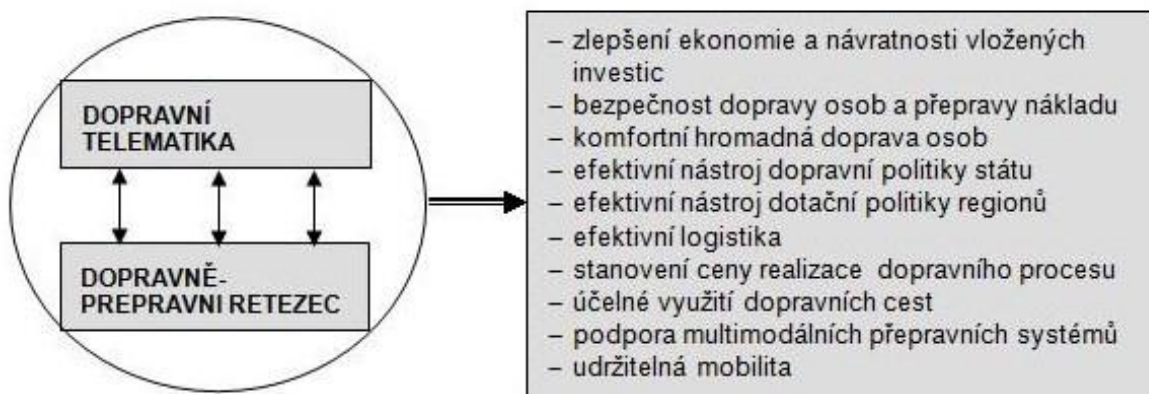 DOPRAVNÍ
TELEMATIKA
DOPRAVNĚ-
PREPRAVNI RETEZEC
– zlepšení ekonomie a návratnosti vložených
investic
– bezpečnost dopravy osob a přepravy nákladu
– komfortní hromadná doprava osob
– efektivní nástroj dopravní politiky státu
– efektivní nástroj dotační politiky regionů
– efektivní logistika
– stanovení ceny realizace dopravního procesu
– účelné využití dopravních cest
– podpora multimodálních přepravních systémů
– udržitelná mobilita